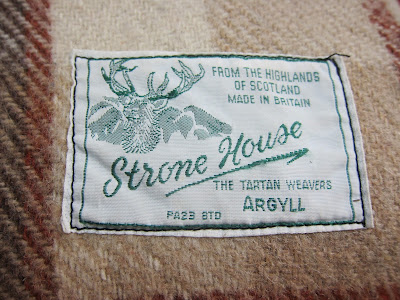 FROM THE HIGHLANDS
OF SCOTLAND
MADE IN BRITAIN
Strone House
THE TARTAN WEAVERS
ARGYLL
PA23 8TD